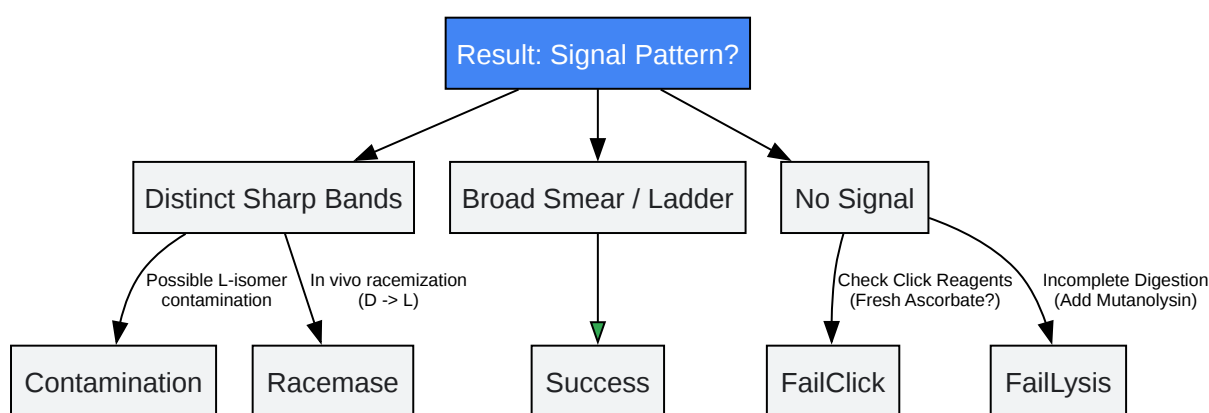 Result: Signal Pattern?
Distinct Sharp Bands
Broad Smear / Ladder
No Signal
Possible L-isomer
contamination
In vivo racemization
(D -> L)
Check Click Reagents
(Fresh Ascorbate?)
Incomplete Digestion
(Add Mutanolysin)
Contamination
Racemase
Success
FailClick
FailLysis